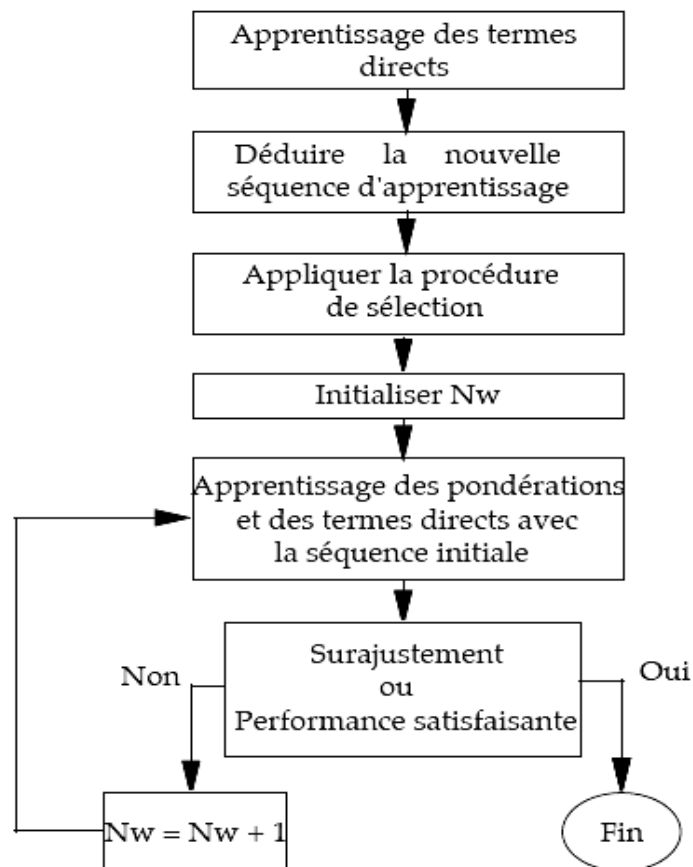 Apprentissage des termes
directs
Déduire la nouvelle
séquence d'apprentissage
Appliquer la procédure
de sélection
Initialiser Nw
Apprentissage des pondérations
et des termes directs avec
la séquence initiale
Surajustement
ou
Performance satisfaisante
Non
Oui
Nw = Nw + 1
Fin